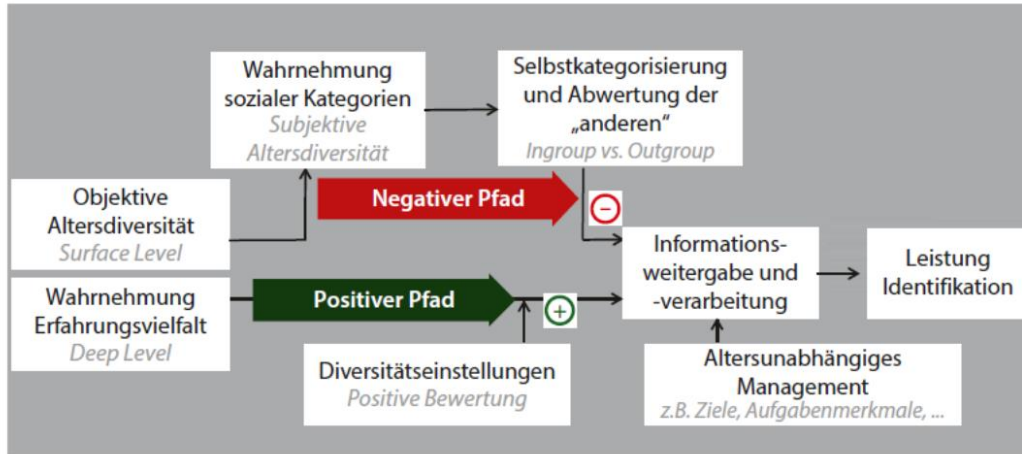 Wahrnehmung
sozialer Kategorien
Subjektive
Altersdiversität
Selbstkategorisierung
und Abwertung der
„anderen“
Ingroup vs. Outgroup
Objektive
Altersdiversität
Surface Level
Negativer Pfad
−
Informations-
weitergabe und
-verarbeitung
Leistung
Identifikation
Wahrnehmung
Erfahrungsvielfalt
Deep Level
Positiver Pfad
+
Diversitätseinstellungen
Positive Bewertung
Altersunabhängiges
Management
z.B. Ziele, Aufgabenmerkmale, ...